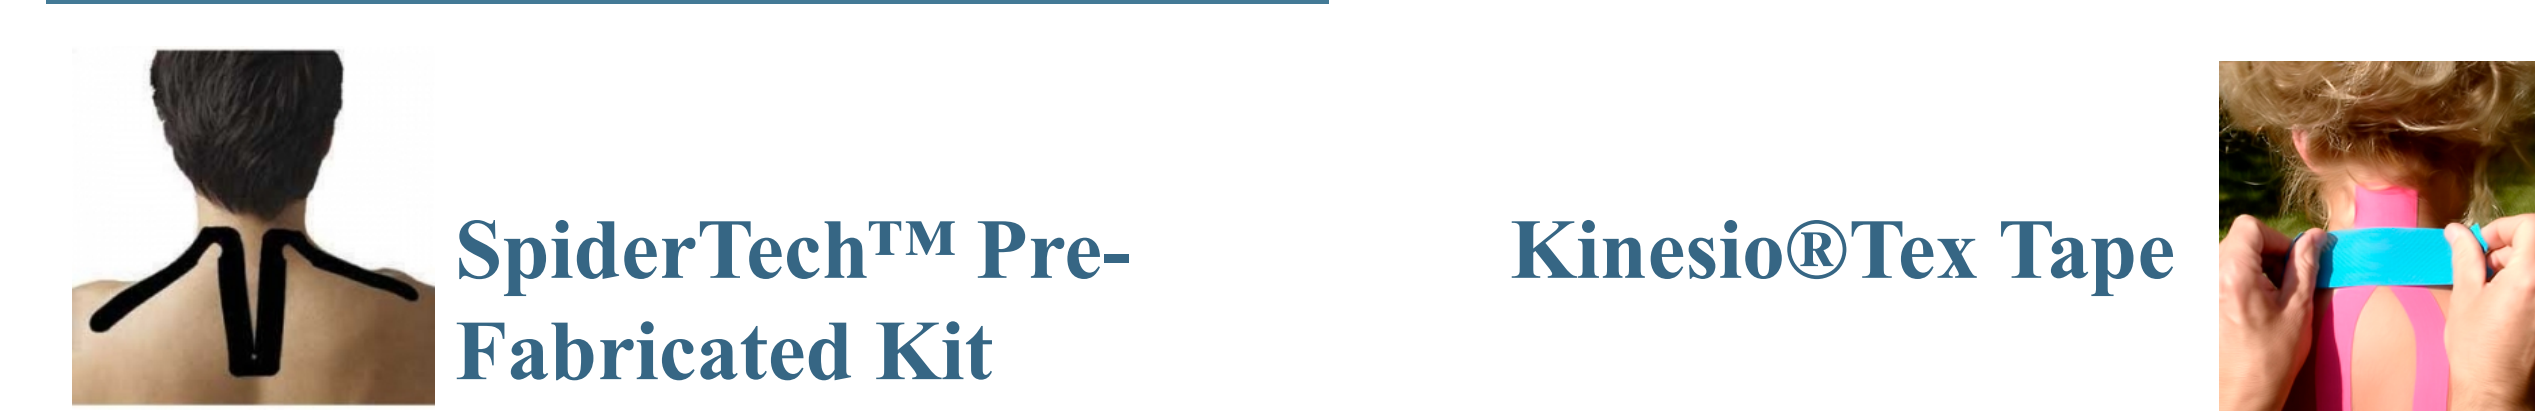 SpiderTech™ Pre-
Fabricated Kit
Kinesio®Tex Tape